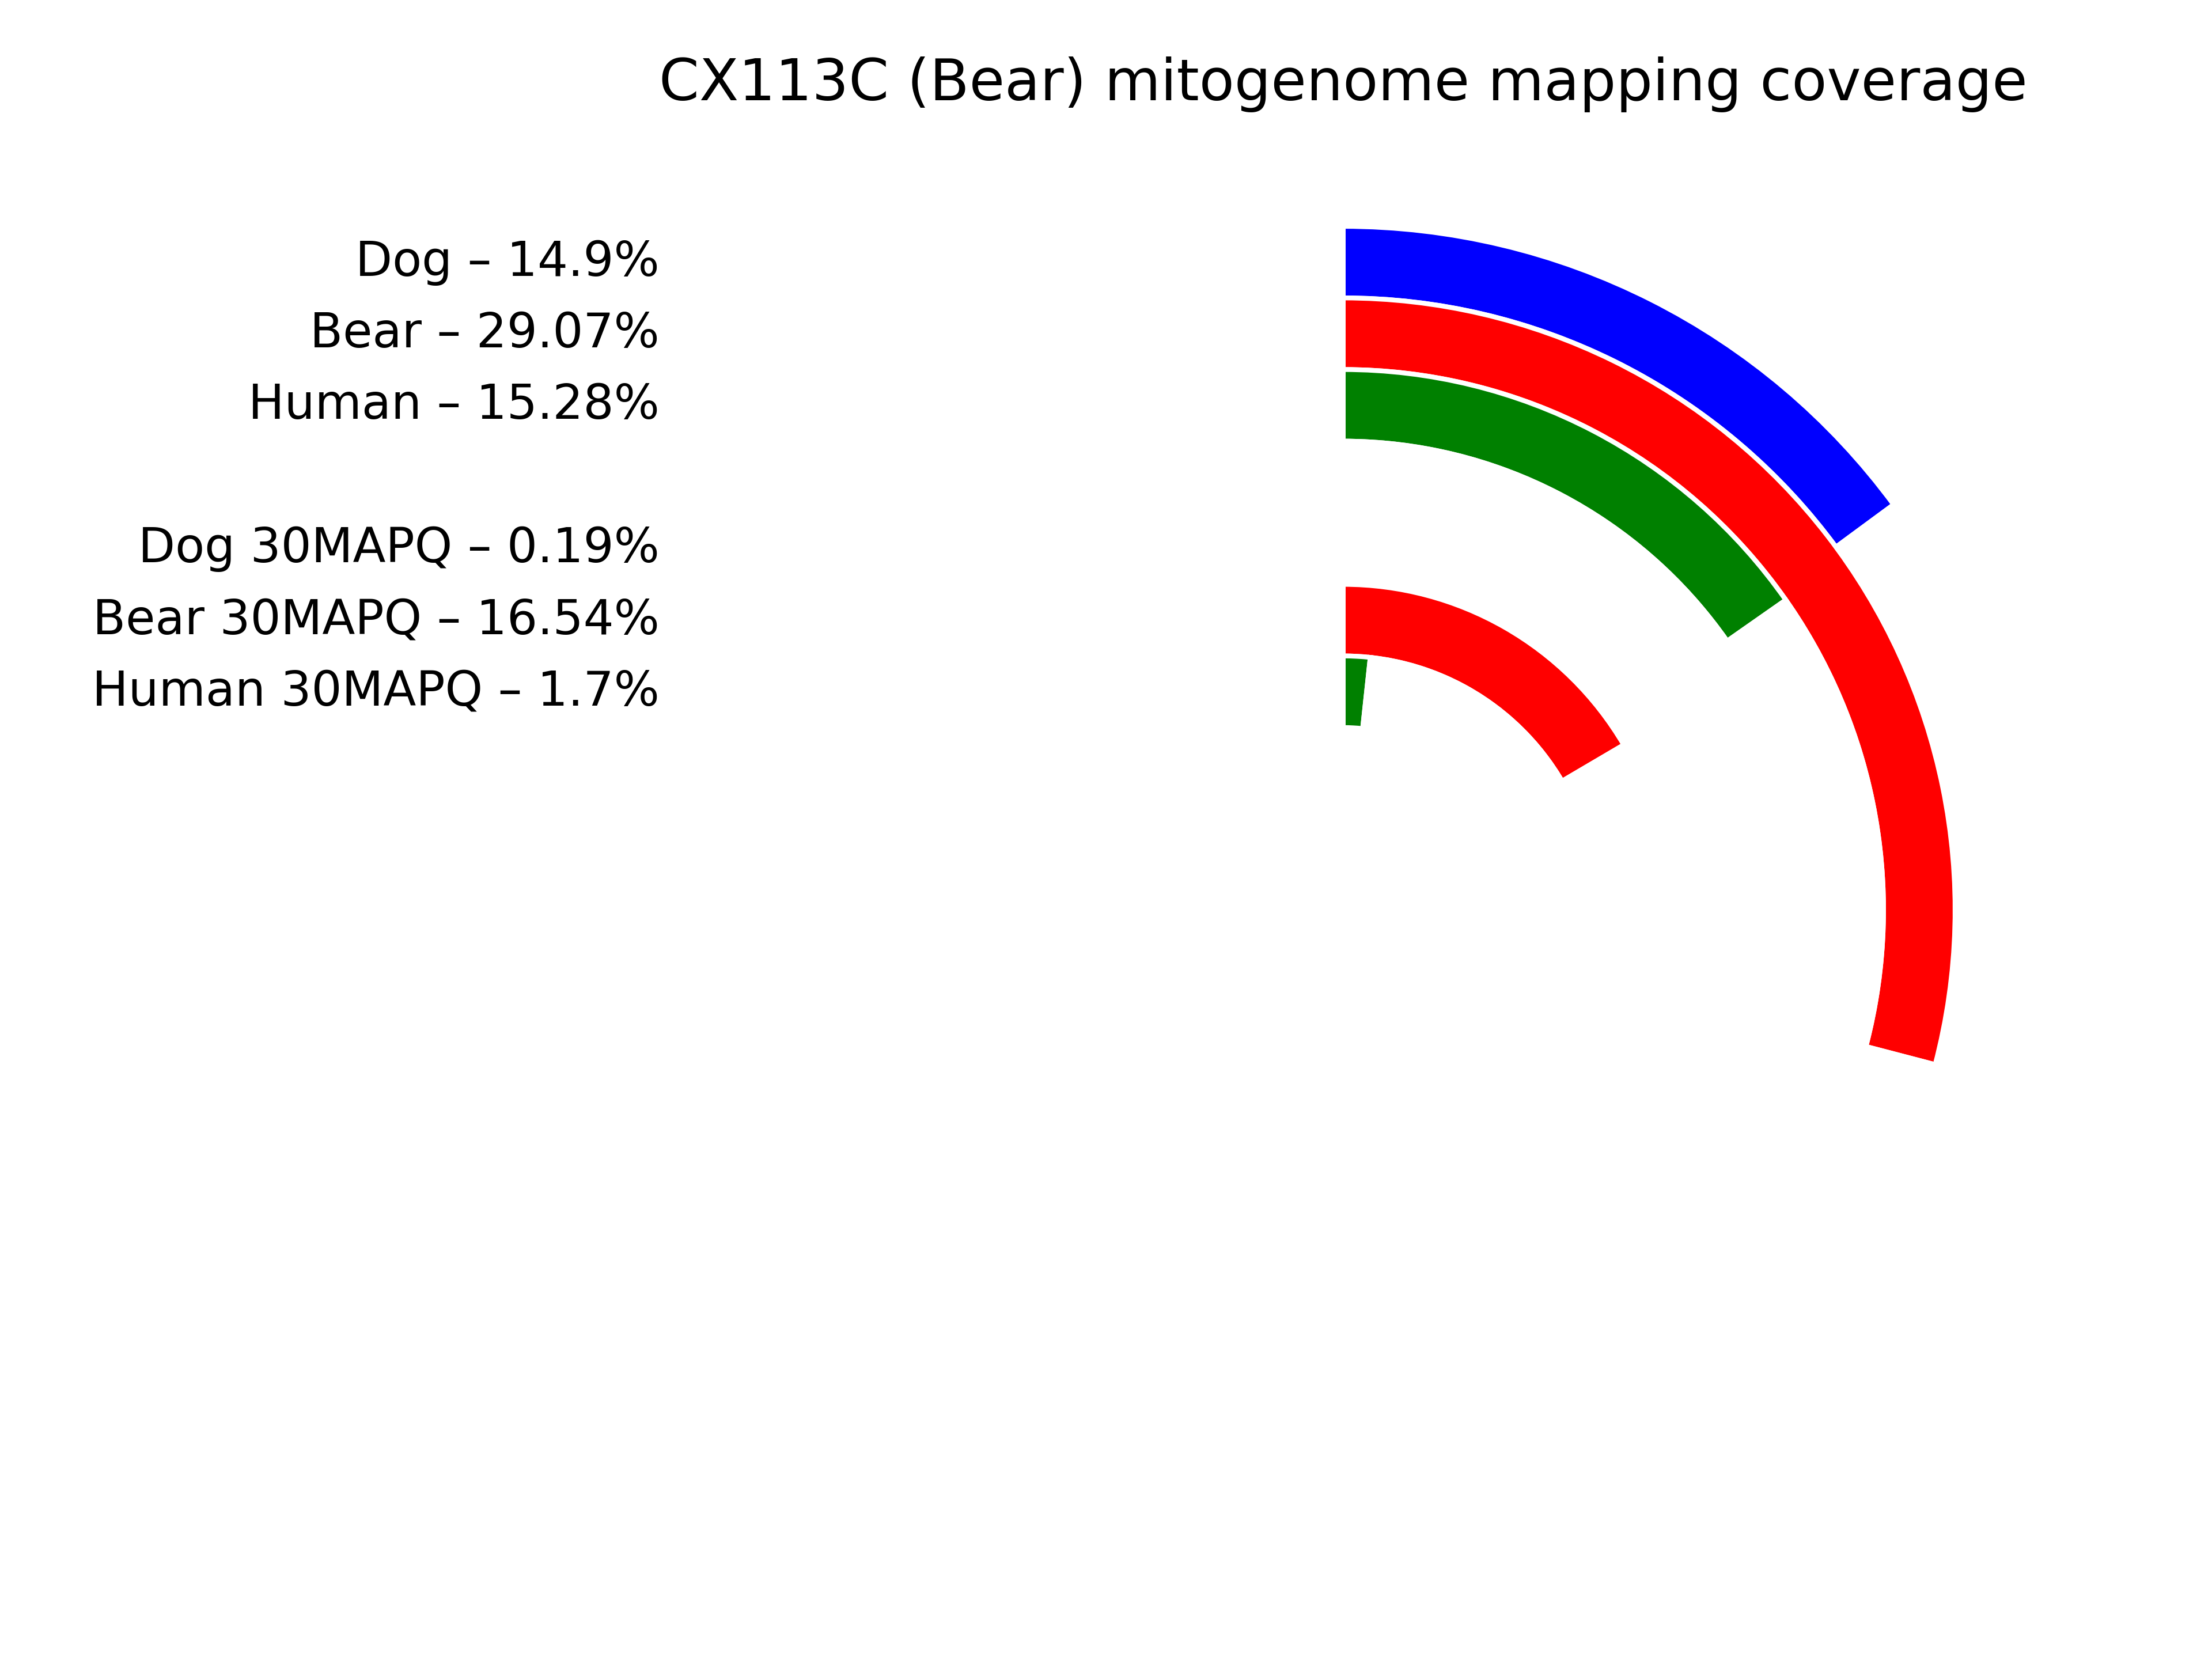 CX113C (Bear) mitogenome mapping coverage
Dog – 14.9%
Bear – 29.07%
Human – 15.28%
Dog 30MAPQ – 0.19%
Bear 30MAPQ – 16.54%
Human 30MAPQ – 1.7%